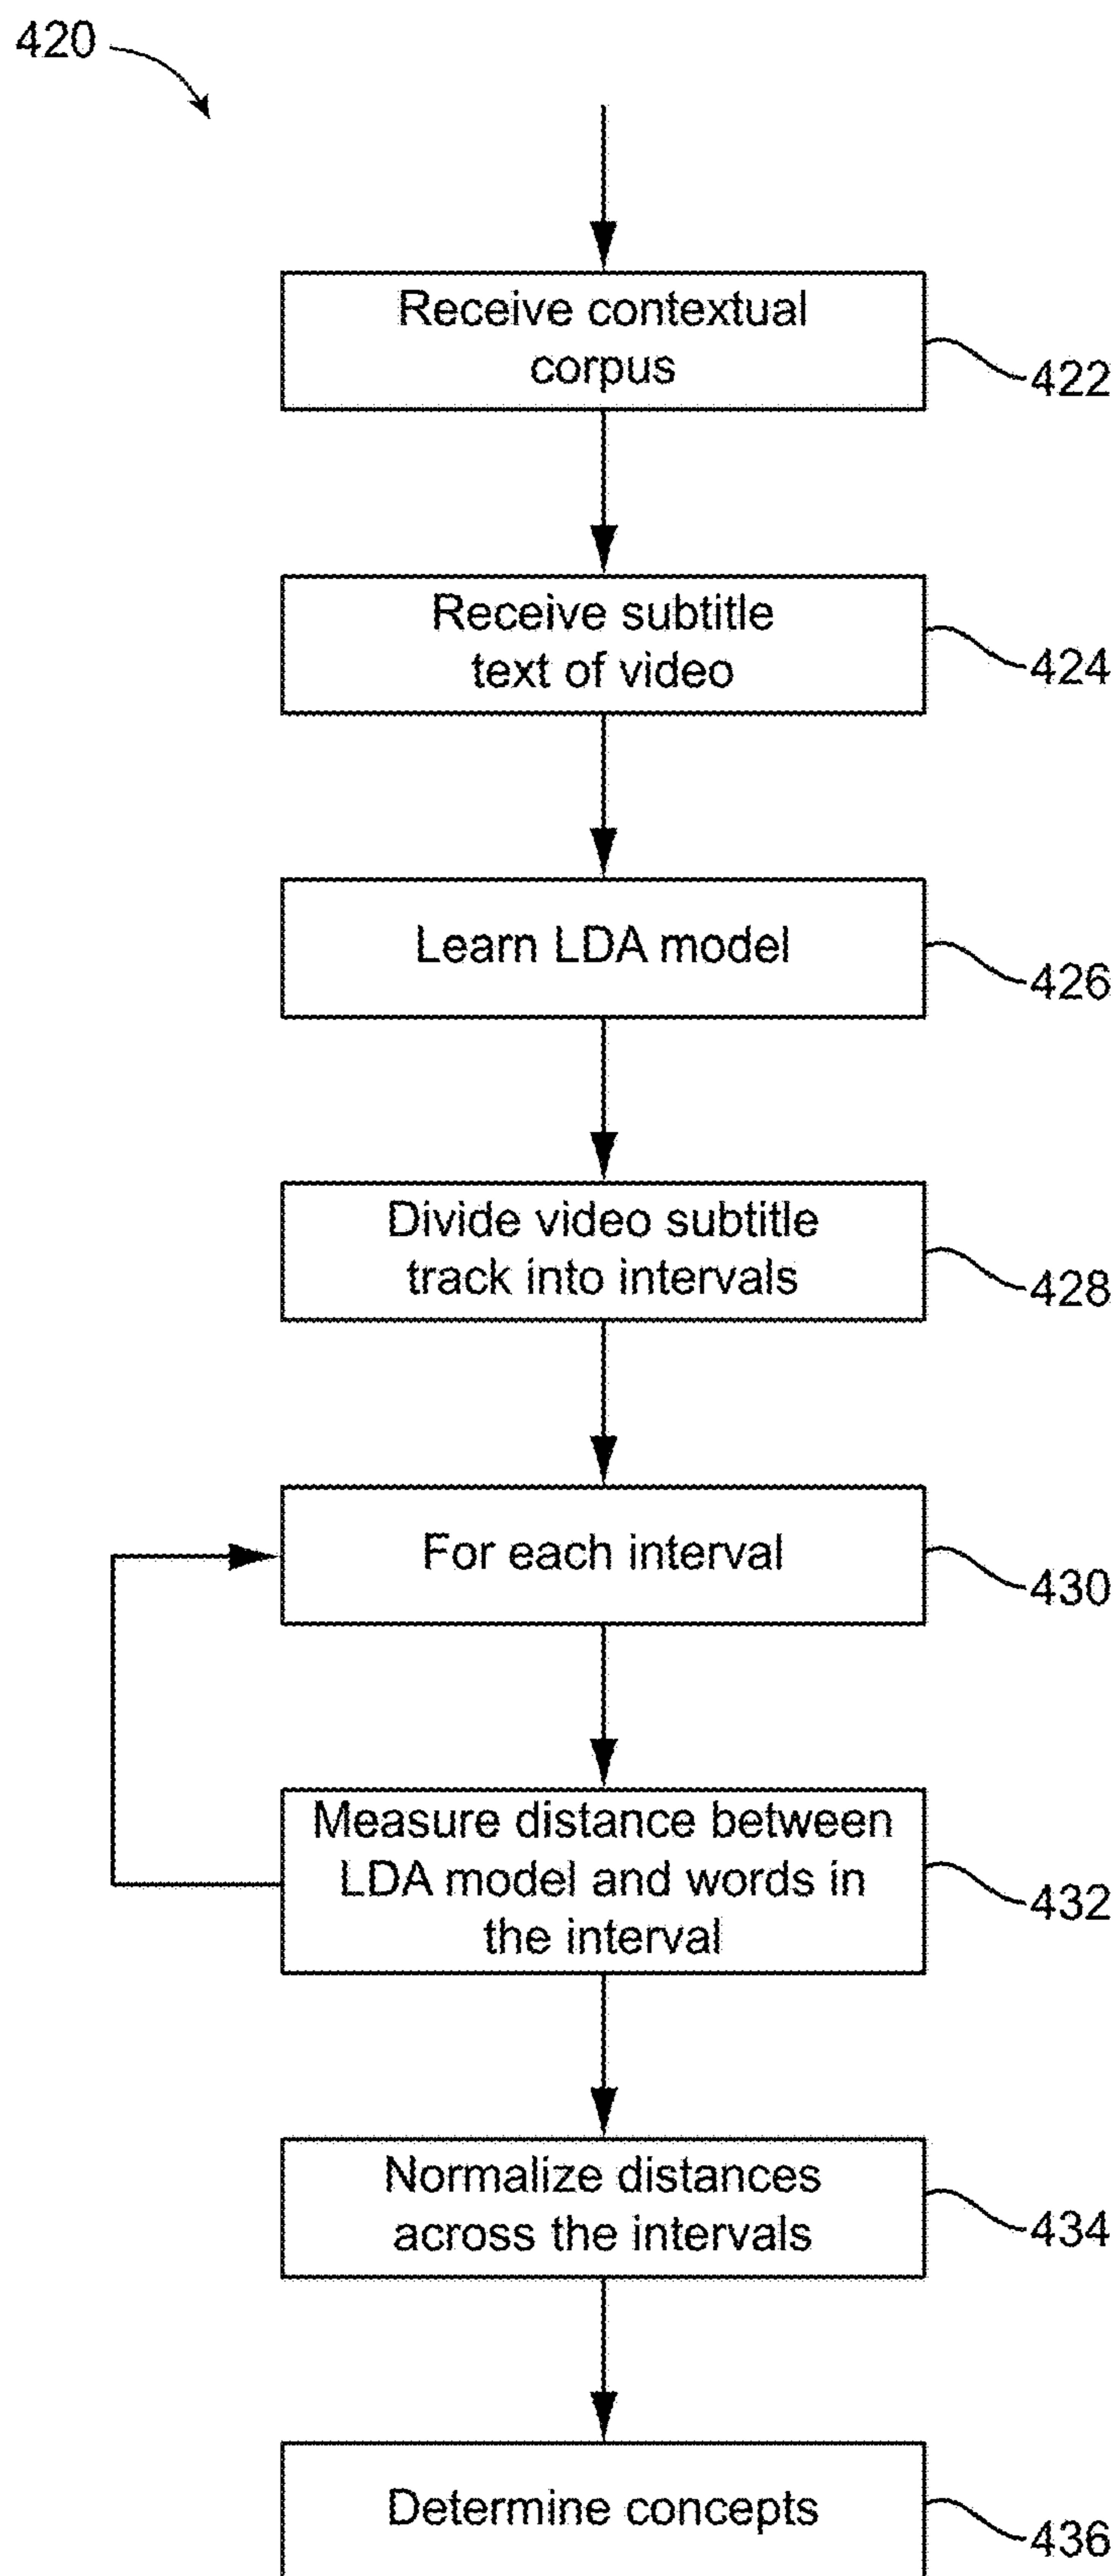 420
Receive contextual
corpus
422
Receive subtitle
text of video
424
Learn LDA model
426
Divide video subtitle
track into intervals
428
For each interval
430
Measure distance between
LDA model and words in
the interval
432
Normalize distances
across the intervals
434
Determine concepts
436